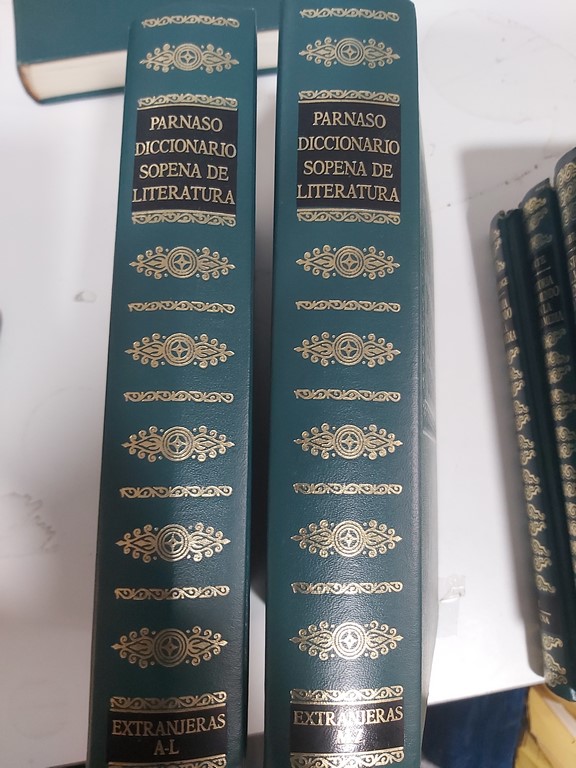 PARNASO
DICCIONARIO
SOPENA DE
LITERATURA
EXTRANJERAS
A-L
PARNASO
DICCIONARIO
SOPENA DE
LITERATURA
EXTRANJERAS